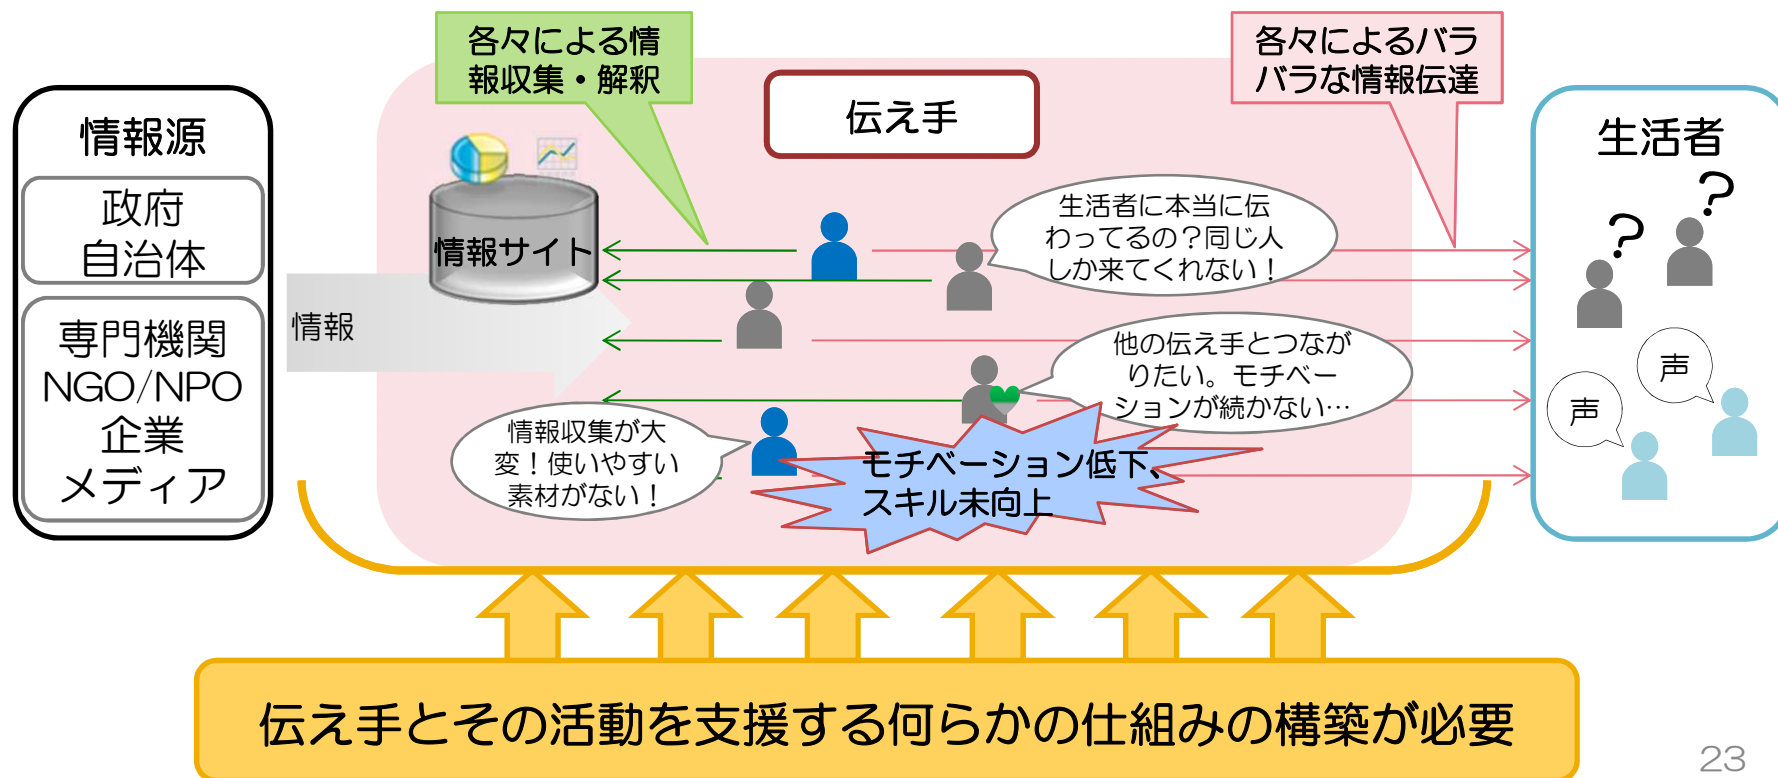 各々による情
報収集・解釈
各々によるバラ
バラな情報伝達
伝え手
情報源
政府
自治体
専門機関
NGO/NPO
企業
メディア
情報
情報サイト
生活者に本当に伝
わってるの？同じ人
しか来てくれない！
他の伝え手とつなが
りたい。モチベー
ションが続かない…
情報収集が大
変！使いやすい
素材がない！
モチベーション低下、
スキル未向上
生活者
?
?
声
声
伝え手とその活動を支援する何らかの仕組みの構築が必要
23